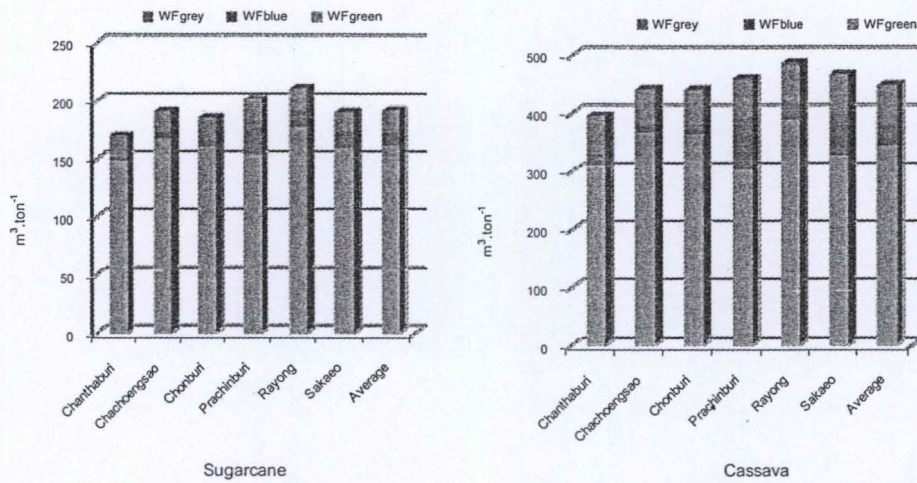 WFgrey WFblue WFgreen
250
200
150
100
50
0
m³.ton⁻¹
Chanthaburi
Chachoengsao
Chonburi
Prachinburi
Rayong
Sakaeo
Average
Sugarcane
WFgrey WFblue WFgreen
500
400
300
200
100
0
m³.ton⁻¹
Chanthaburi
Chachoengsao
Chonburi
Prachinburi
Rayong
Sakaeo
Average
Cassava